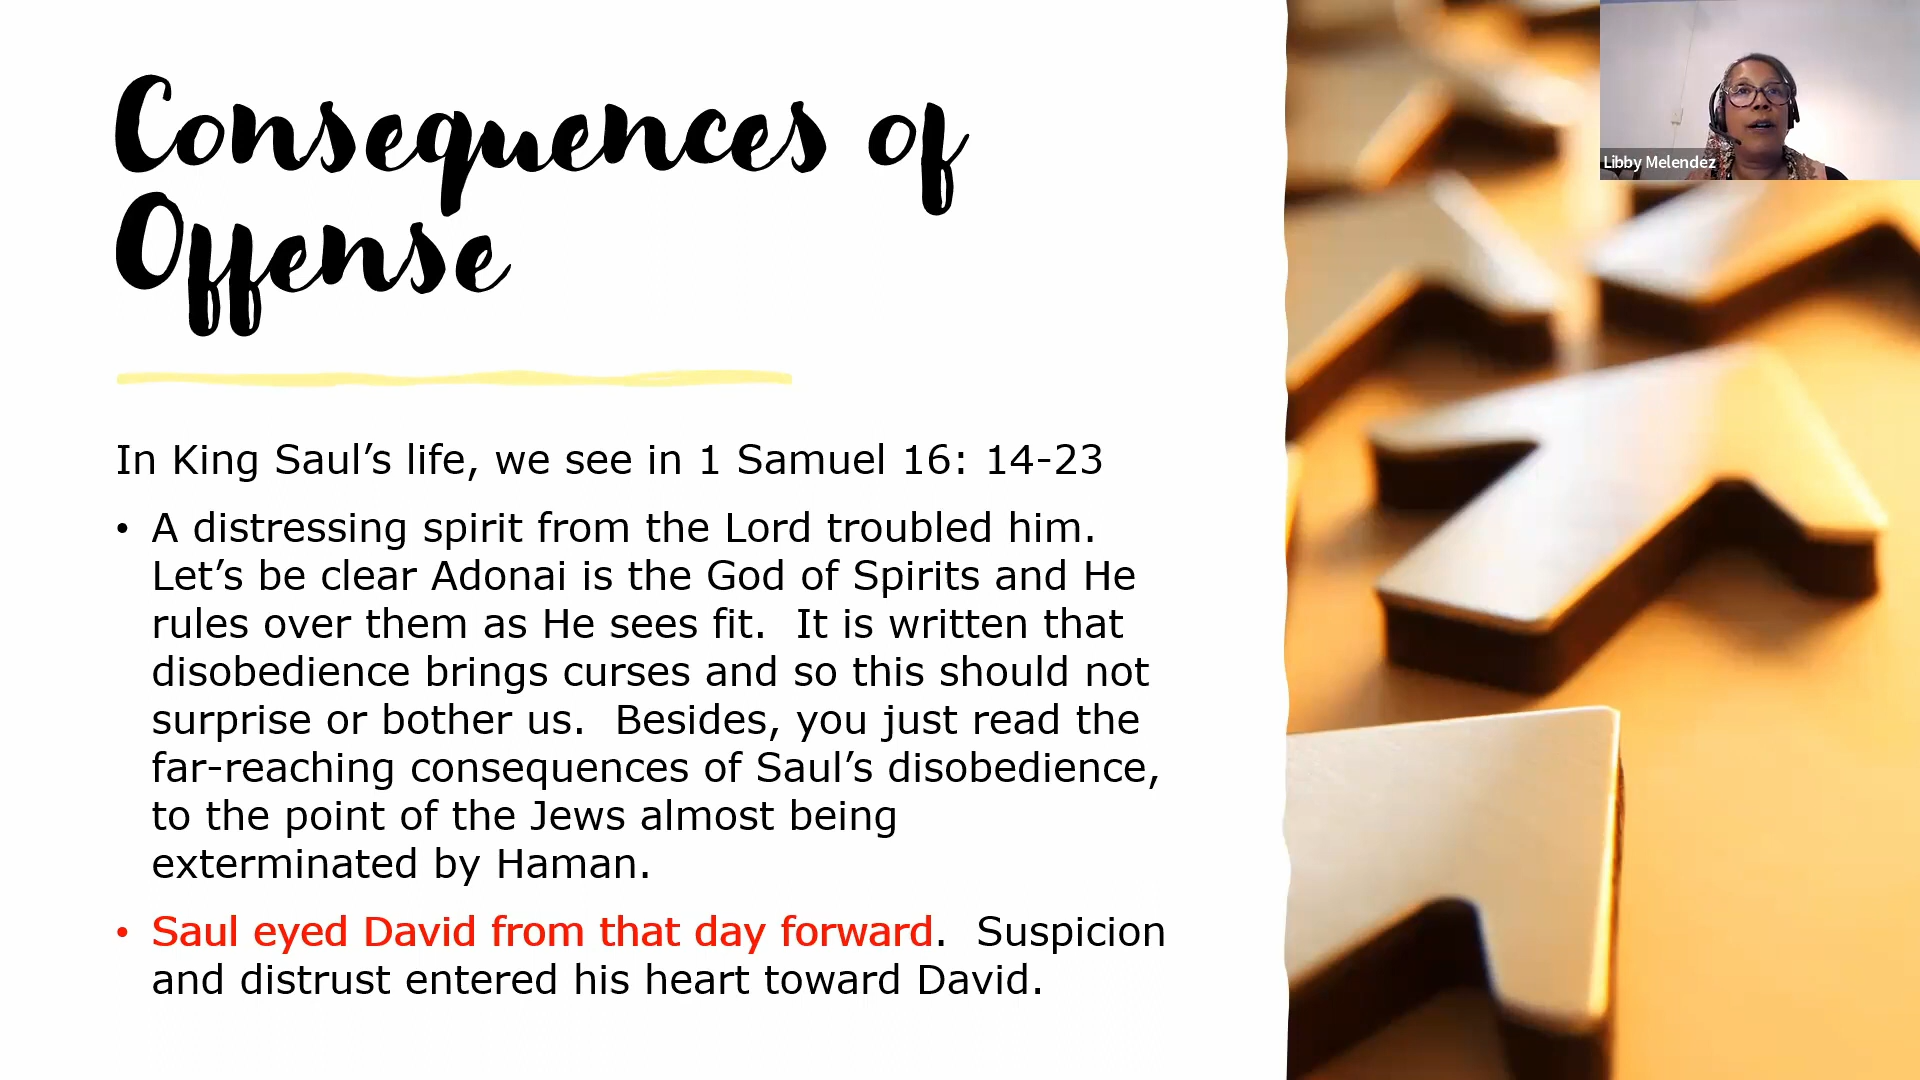 Consequences of
Offense
Libby Melendez
In King Saul’s life, we see in 1 Samuel 16: 14-23
• A distressing spirit from the Lord troubled him.
Let’s be clear Adonai is the God of Spirits and He
rules over them as He sees fit.  It is written that
disobedience brings curses and so this should not
surprise or bother us.  Besides, you just read the
far-reaching consequences of Saul’s disobedience,
to the point of the Jews almost being
exterminated by Haman.
• Saul eyed David from that day forward.  Suspicion
and distrust entered his heart toward David.